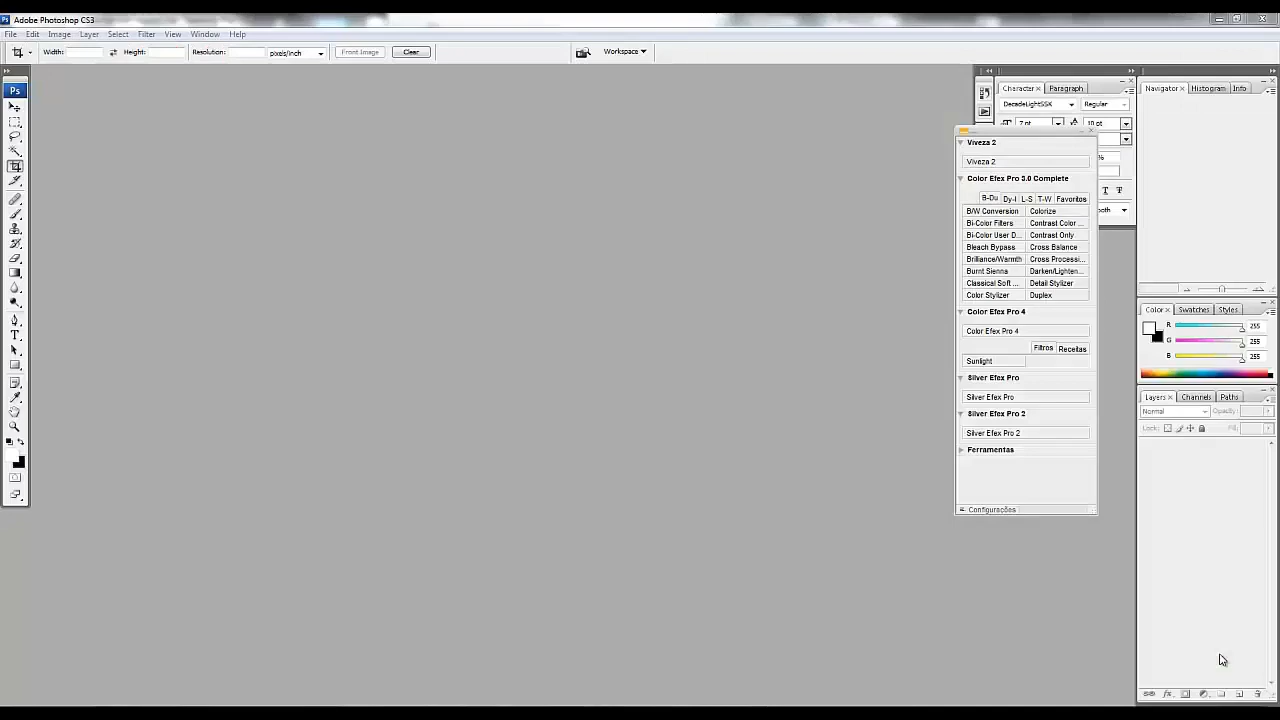 Adobe Photoshop CS3
File Edit Image Layer Select Filter View Window Help
Width: Height: Resolution: pixels/inch Front Image Clear Workspace
Ps
Character Paragraph
DecadeLightSSK Regular
7 pt 10 pt
%
Navigator Histogram Info
Viveza 2
Viveza 2
Color Efex Pro 3.0 Complete
B-Du Dy-I L-S T-W Favoritos
B/W Conversion Colorize
Bi-Color Filters Contrast Color ...
Bi-Color User D... Contrast Only
Bleach Bypass Cross Balance
Brilliance/Warmth Cross Processi...
Burnt Sienna Darken/Lighten...
Classical Soft ... Detail Stylizer
Color Stylizer Duplex
Color Efex Pro 4
Color Efex Pro 4
Filtros Receitas
Sunlight
Silver Efex Pro
Silver Efex Pro
Silver Efex Pro 2
Silver Efex Pro 2
Ferramentas
Configurações
Color Swatches Styles
R 255
G 255
B 255
Layers Channels Paths
Normal Opacity:
Lock: Fill: